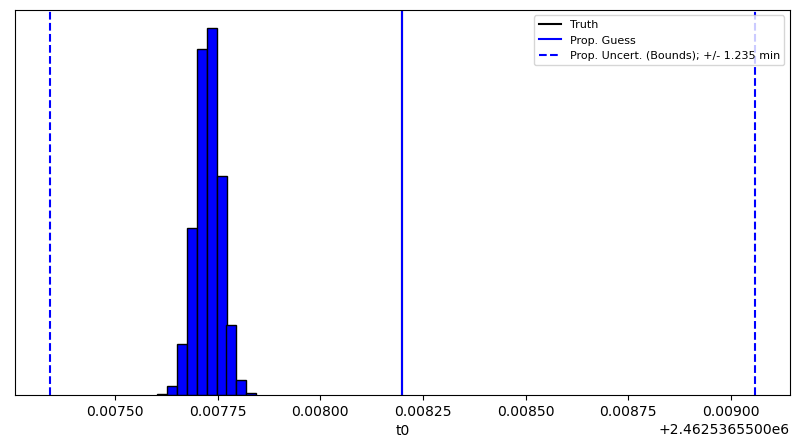 Truth
Prop. Guess
Prop. Uncert. (Bounds); +/- 1.235 min
0.00750 0.00775 0.00800 0.00825 0.00850 0.00875 0.00900
t0
+2.4625365500e6